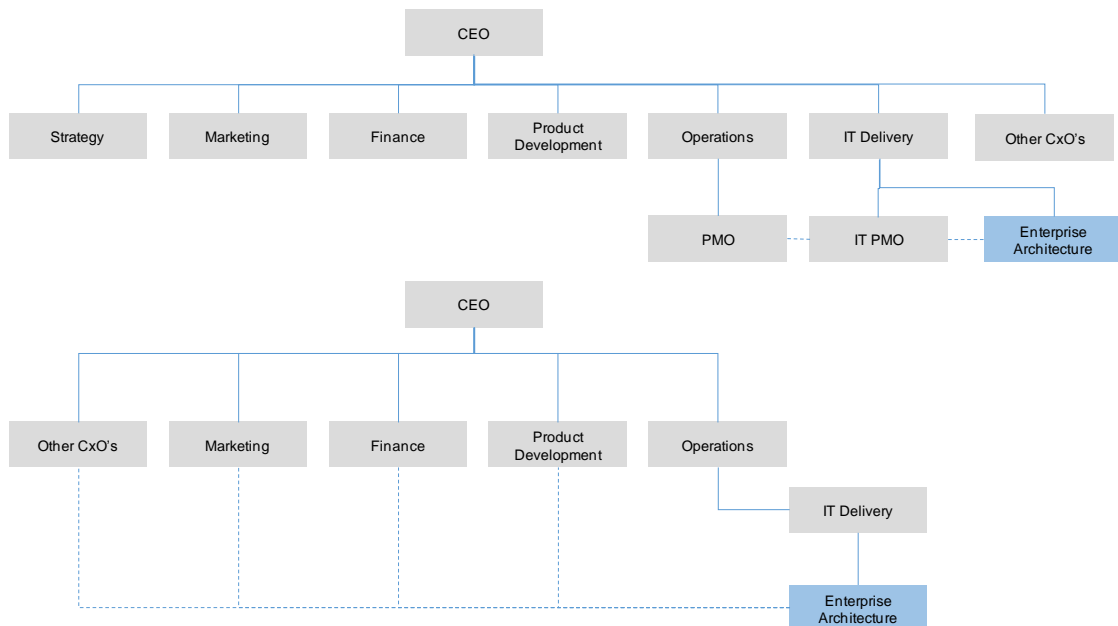 CEO
Strategy
Marketing
Finance
Product
Development
Operations
IT Delivery
Other CxO's
PMO
IT PMO
Enterprise
Architecture
CEO
Other CxO's
Marketing
Finance
Product
Development
Operations
IT Delivery
Enterprise
Architecture